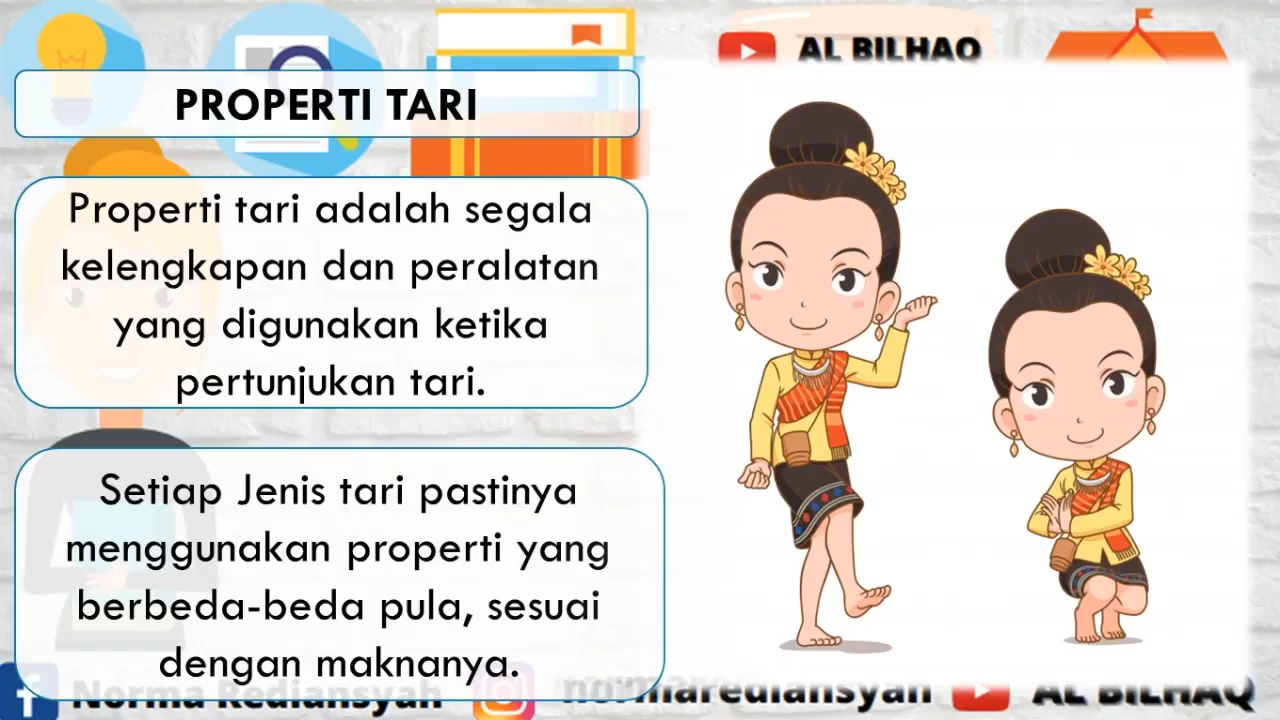 AL BILHAQ
PROPERTI TARI
Properti tari adalah segala
kelengkapan dan peralatan
yang digunakan ketika
pertunjukan tari.
Setiap Jenis tari pastinya
menggunakan properti yang
berbeda-beda pula, sesuai
dengan maknanya.
Norma Rediansyah
normarediansyah
AL BILHAQ